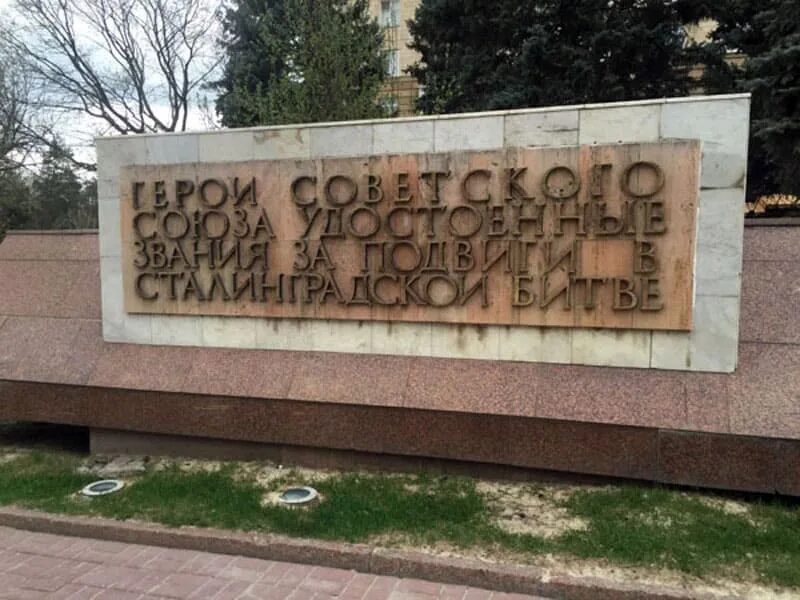 ГЕРОИ СОВЕТСКОГО
СОЮЗА УДОСТОЕННЫЕ
ЗВАНИЯ ЗА ПОДВИГИ В
СТАЛИНГРАДСКОЙ БИТВЕ